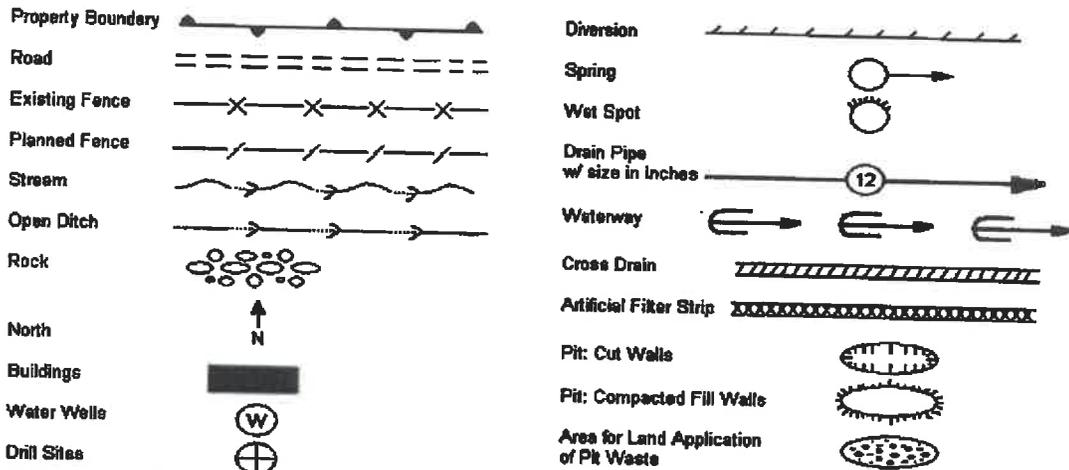 Property Boundary
Road
Existing Fence
Planned Fence
Stream
Open Ditch
Rock
North
N
Buildings
Water Wells
W
Drill Sites
Diversion
Spring
Wet Spot
Drain Pipe
w/ size in Inches
12
Waterway
Cross Drain
Artificial Filter Strip
Pit: Cut Walls
Pit: Compacted Fill Walls
Area for Land Application
of Pit Waste